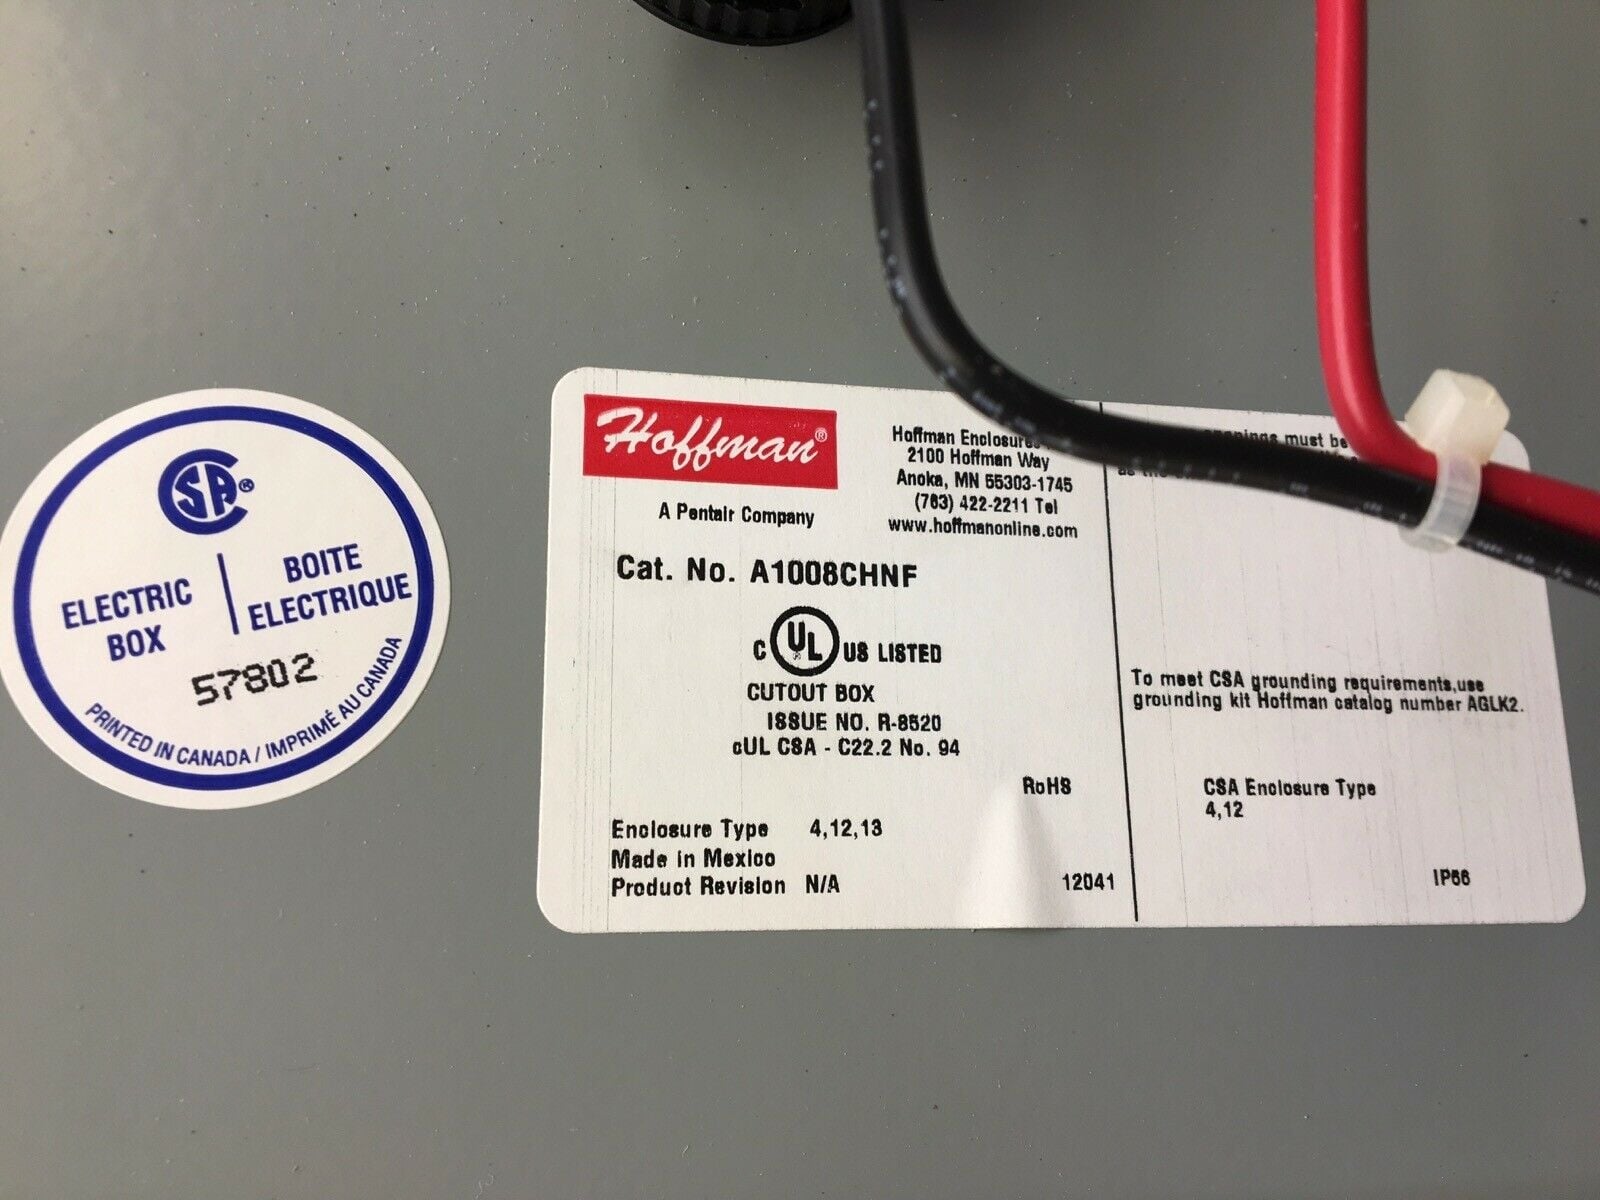 CSA®
ELECTRIC BOX
BOITE ELECTRIQUE
57802
PRINTED IN CANADA / IMPRIMÉ AU CANADA
Hoffman®
A Pentair Company
Hoffman Enclosures
2100 Hoffman Way
Anoka, MN 55303-1745
(763) 422-2211 Tel
www.hoffmanonline.com
Cat. No. A1008CHNF
C UL® US LISTED
CUTOUT BOX
ISSUE NO. R-8520
cUL CSA - C22.2 No. 94
RoHS
Enclosure Type 4,12,13
Made in Mexico
Product Revision N/A
12041
must be
as the
To meet CSA grounding requirements,use
grounding kit Hoffman catalog number AGLK2.
CSA Enclosure Type
4,12
IP66